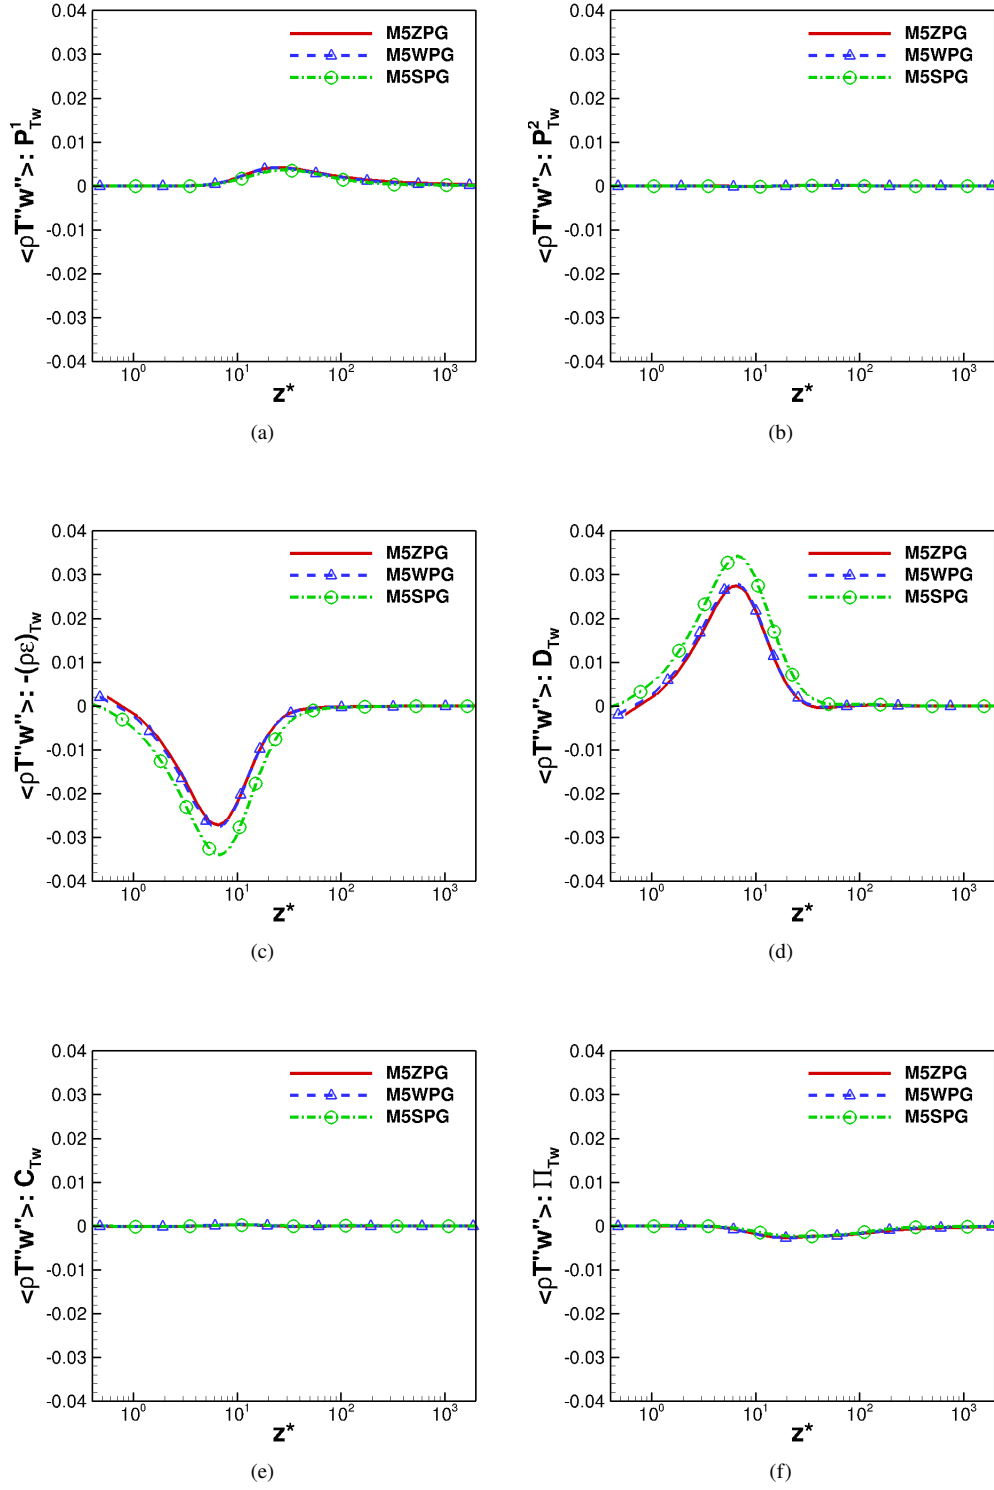 0.04
0.03
0.02
0.01
0
-0.01
-0.02
-0.03
-0.04
<ρT"w">: P¹_Tw
M5ZPG
M5WPG
M5SPG
10⁰ 10¹ 10² 10³
z*
(a)
0.04
0.03
0.02
0.01
0
-0.01
-0.02
-0.03
-0.04
<ρT"w">: P²_Tw
M5ZPG
M5WPG
M5SPG
10⁰ 10¹ 10² 10³
z*
(b)
0.04
0.03
0.02
0.01
0
-0.01
-0.02
-0.03
-0.04
<ρT"w">: -(ρε)_Tw
M5ZPG
M5WPG
M5SPG
10⁰ 10¹ 10² 10³
z*
(c)
0.04
0.03
0.02
0.01
0
-0.01
-0.02
-0.03
-0.04
<ρT"w">: D_Tw
M5ZPG
M5WPG
M5SPG
10⁰ 10¹ 10² 10³
z*
(d)
0.04
0.03
0.02
0.01
0
-0.01
-0.02
-0.03
-0.04
<ρT"w">: C_Tw
M5ZPG
M5WPG
M5SPG
10⁰ 10¹ 10² 10³
z*
(e)
0.04
0.03
0.02
0.01
0
-0.01
-0.02
-0.03
-0.04
<ρT"w">: Π_Tw
M5ZPG
M5WPG
M5SPG
10⁰ 10¹ 10² 10³
z*
(f)